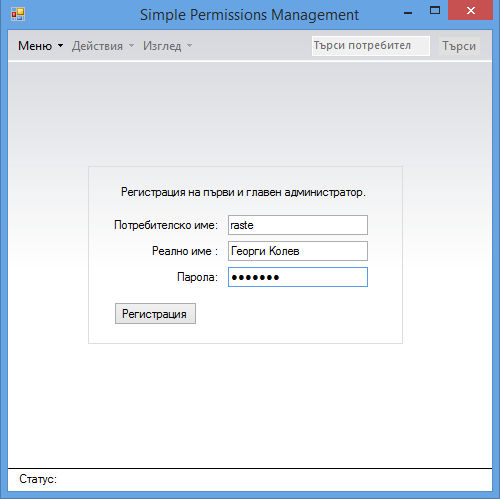 Simple Permissions Management
Меню Действия Изглед Търси потребител Търси
Регистрация на първи и главен администратор.
Потребителско име: raste
Реално име : Георги Колев
Парола: ●●●●●●●
Регистрация
Статус: